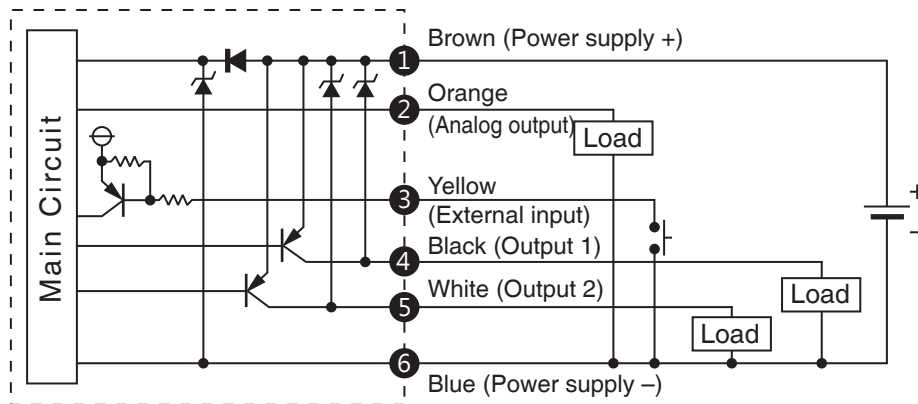 Main Circuit
1 Brown (Power supply +)
2 Orange
(Analog output)
Load
3 Yellow
(External input)
4 Black (Output 1)
Load
5 White (Output 2)
Load
6
Blue (Power supply –)
+
–